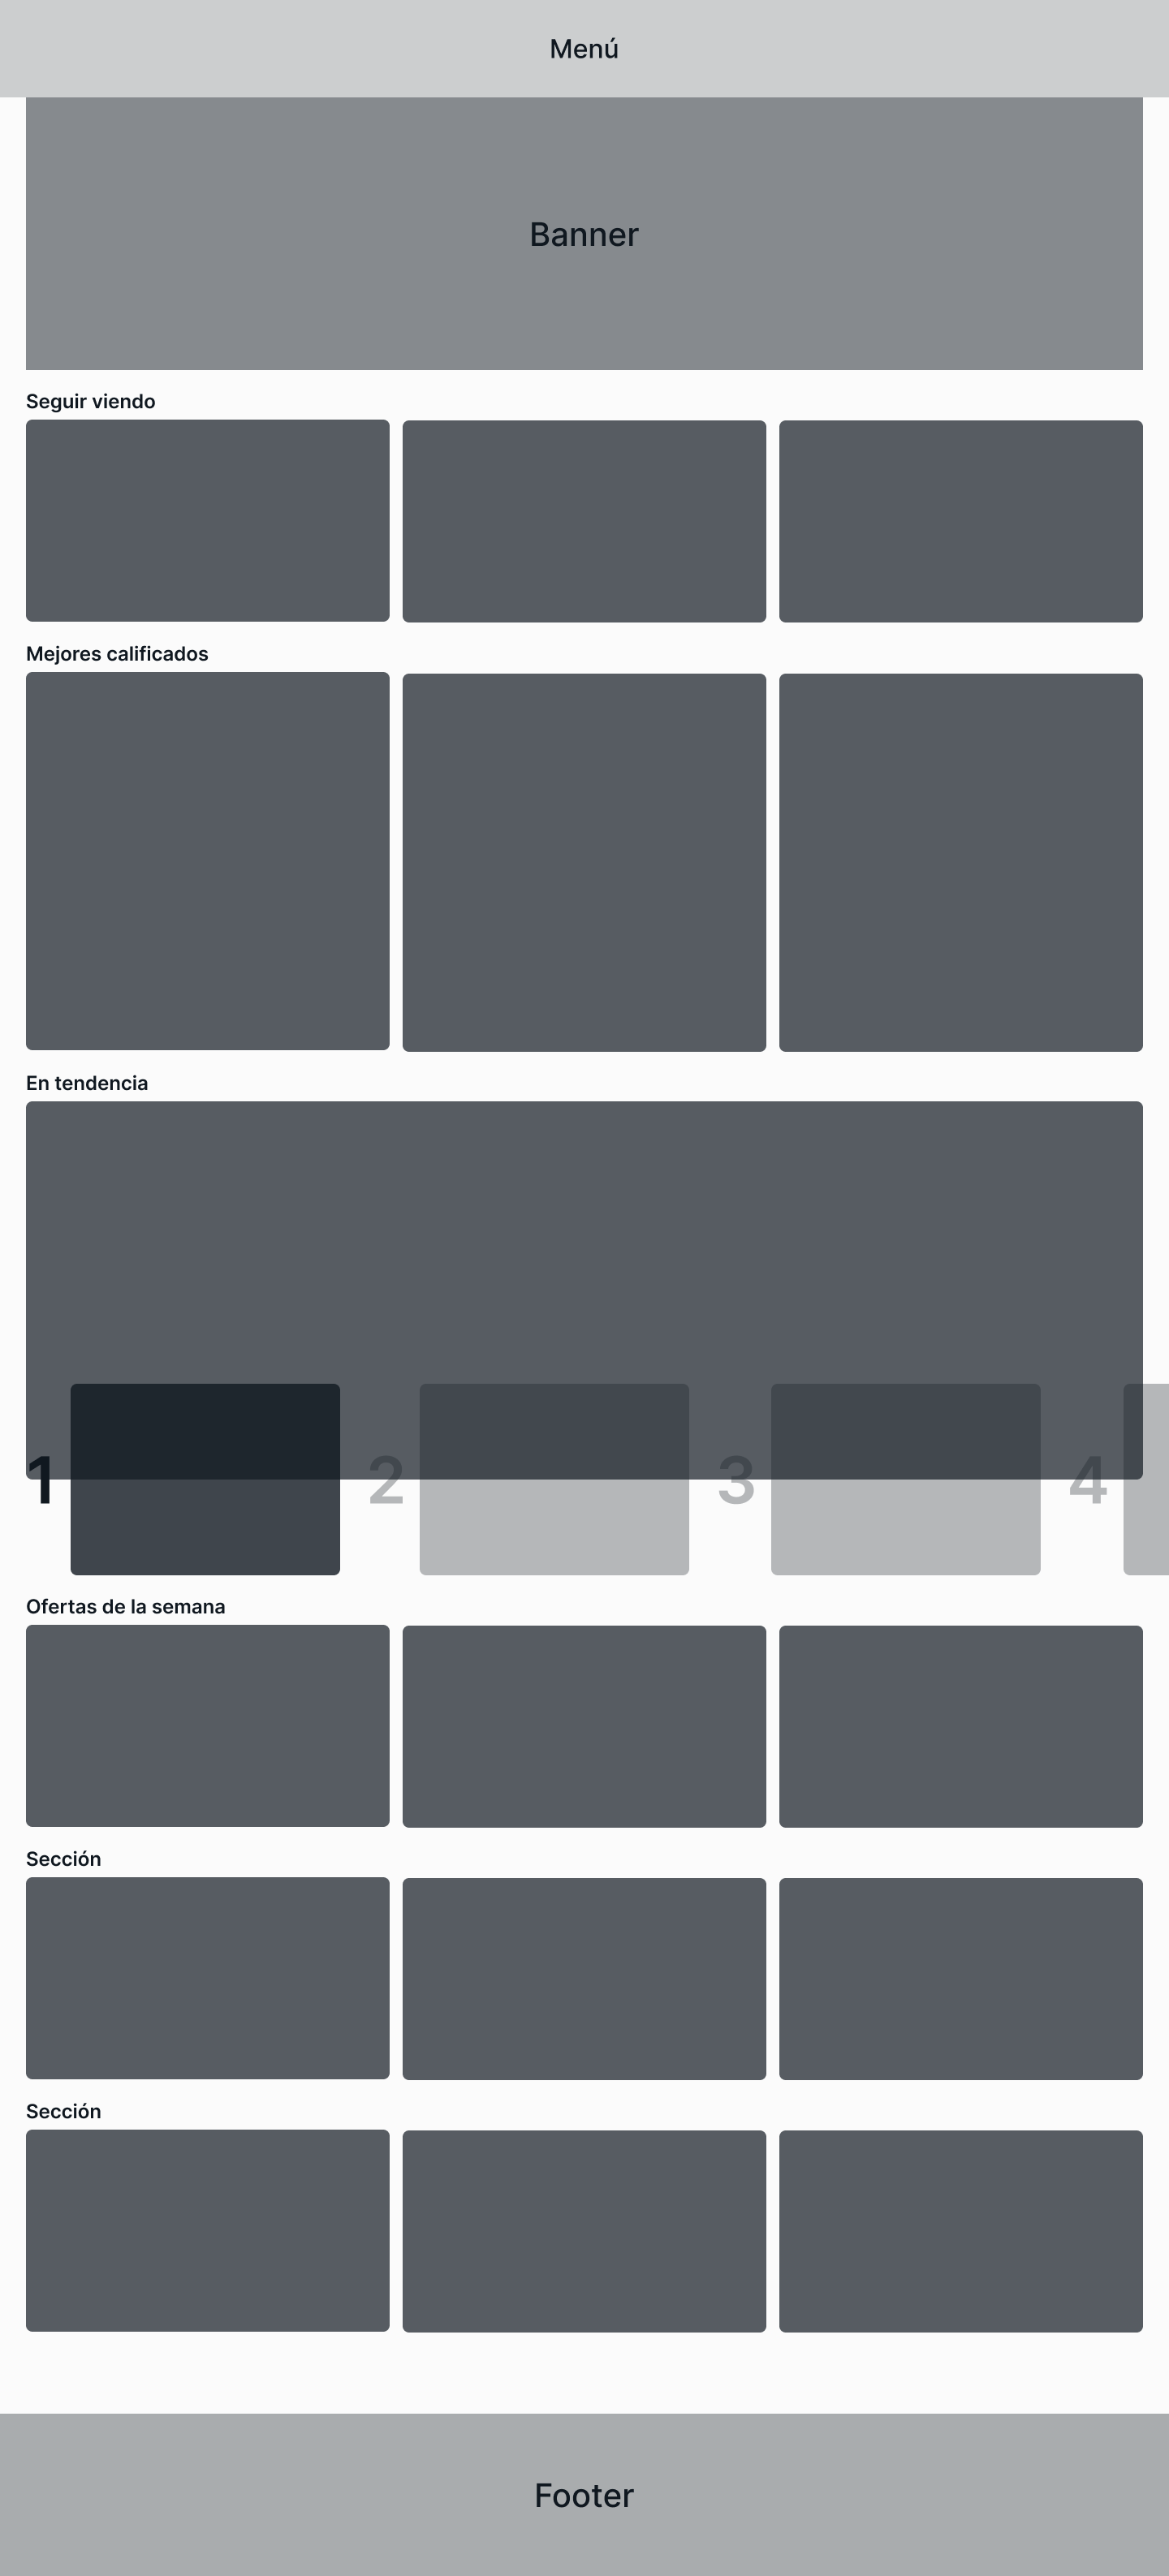 Menú
Banner
Seguir viendo
Mejores calificados
En tendencia
1 2 3 4
Ofertas de la semana
Sección
Sección
Footer